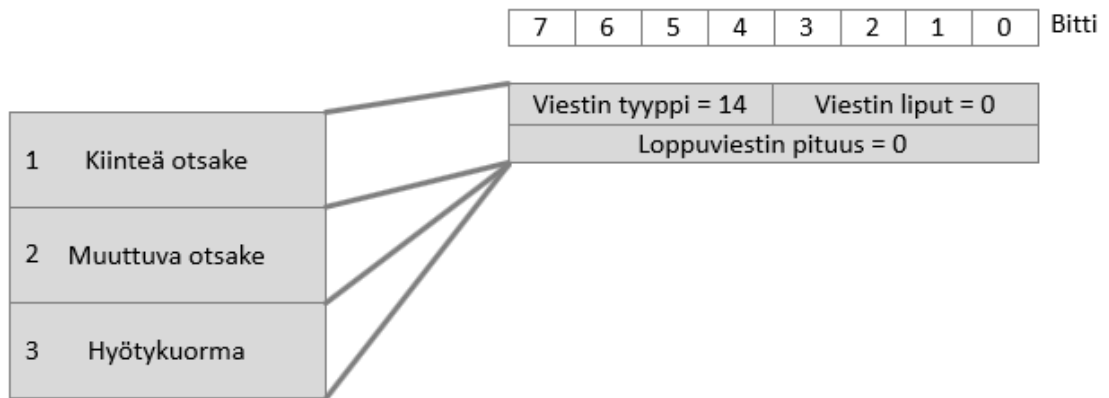 7 6 5 4 3 2 1 0 Bitti
Viestin tyyppi = 14 Viestin liput = 0
Loppuviestin pituus = 0
1 Kiinteä otsake
2 Muuttuva otsake
3 Hyötykuorma